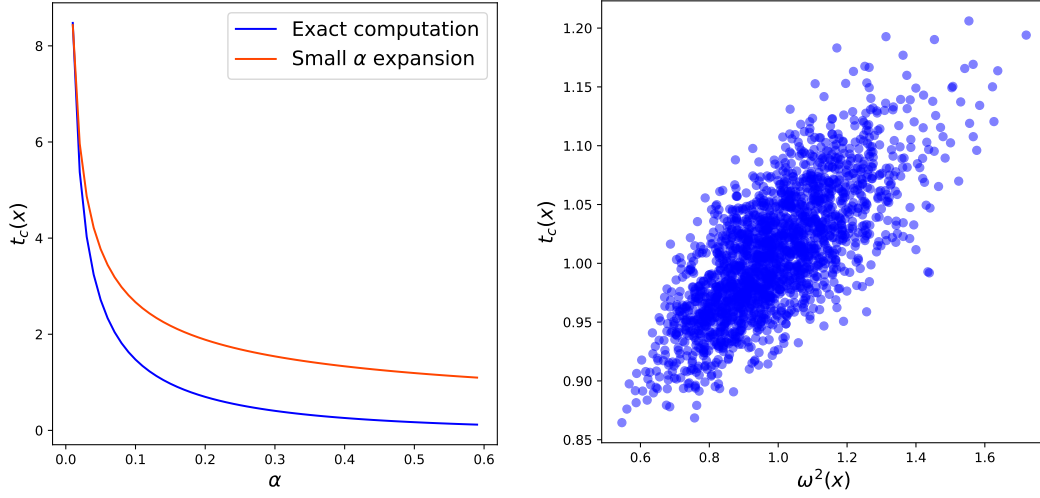 Exact computation
Small α expansion
t_c(x)
8
6
4
2
0
0.0 0.1 0.2 0.3 0.4 0.5 0.6
α
t_c(x)
1.20
1.15
1.10
1.05
1.00
0.95
0.90
0.85
0.6 0.8 1.0 1.2 1.4 1.6
ω²(x)